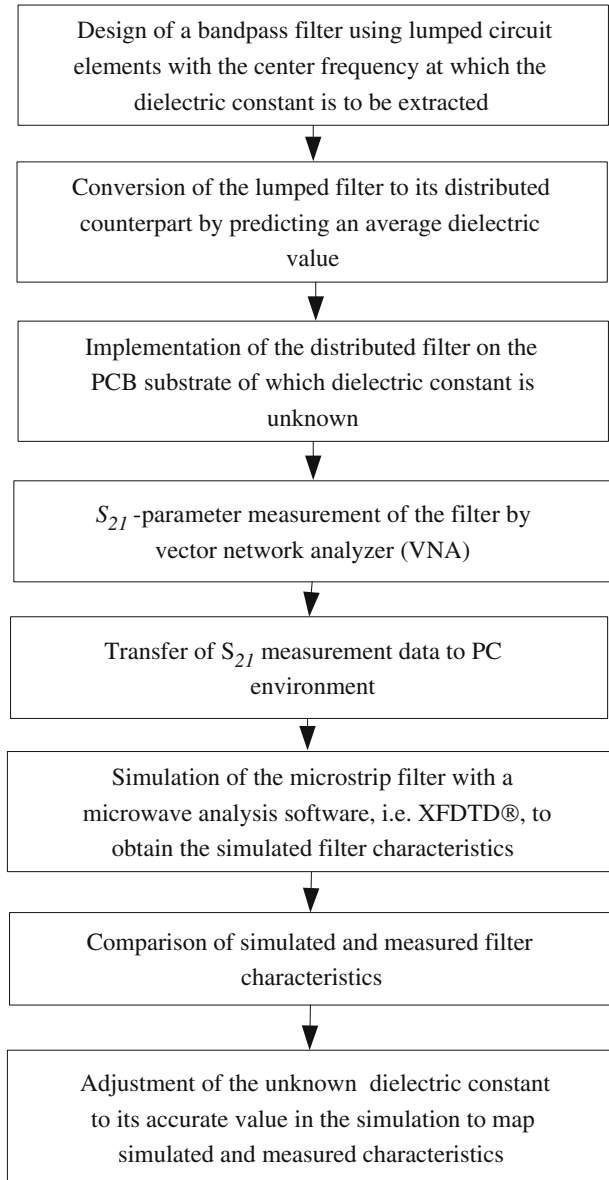 Design of a bandpass filter using lumped circuit
elements with the center frequency at which the
dielectric constant is to be extracted
Conversion of the lumped filter to its distributed
counterpart by predicting an average dielectric
value
Implementation of the distributed filter on the
PCB substrate of which dielectric constant is
unknown
S21 -parameter measurement of the filter by
vector network analyzer (VNA)
Transfer of S21 measurement data to PC
environment
Simulation of the microstrip filter with a
microwave analysis software, i.e. XFDTD®, to
obtain the simulated filter characteristics
Comparison of simulated and measured filter
characteristics
Adjustment of the unknown dielectric constant
to its accurate value in the simulation to map
simulated and measured characteristics